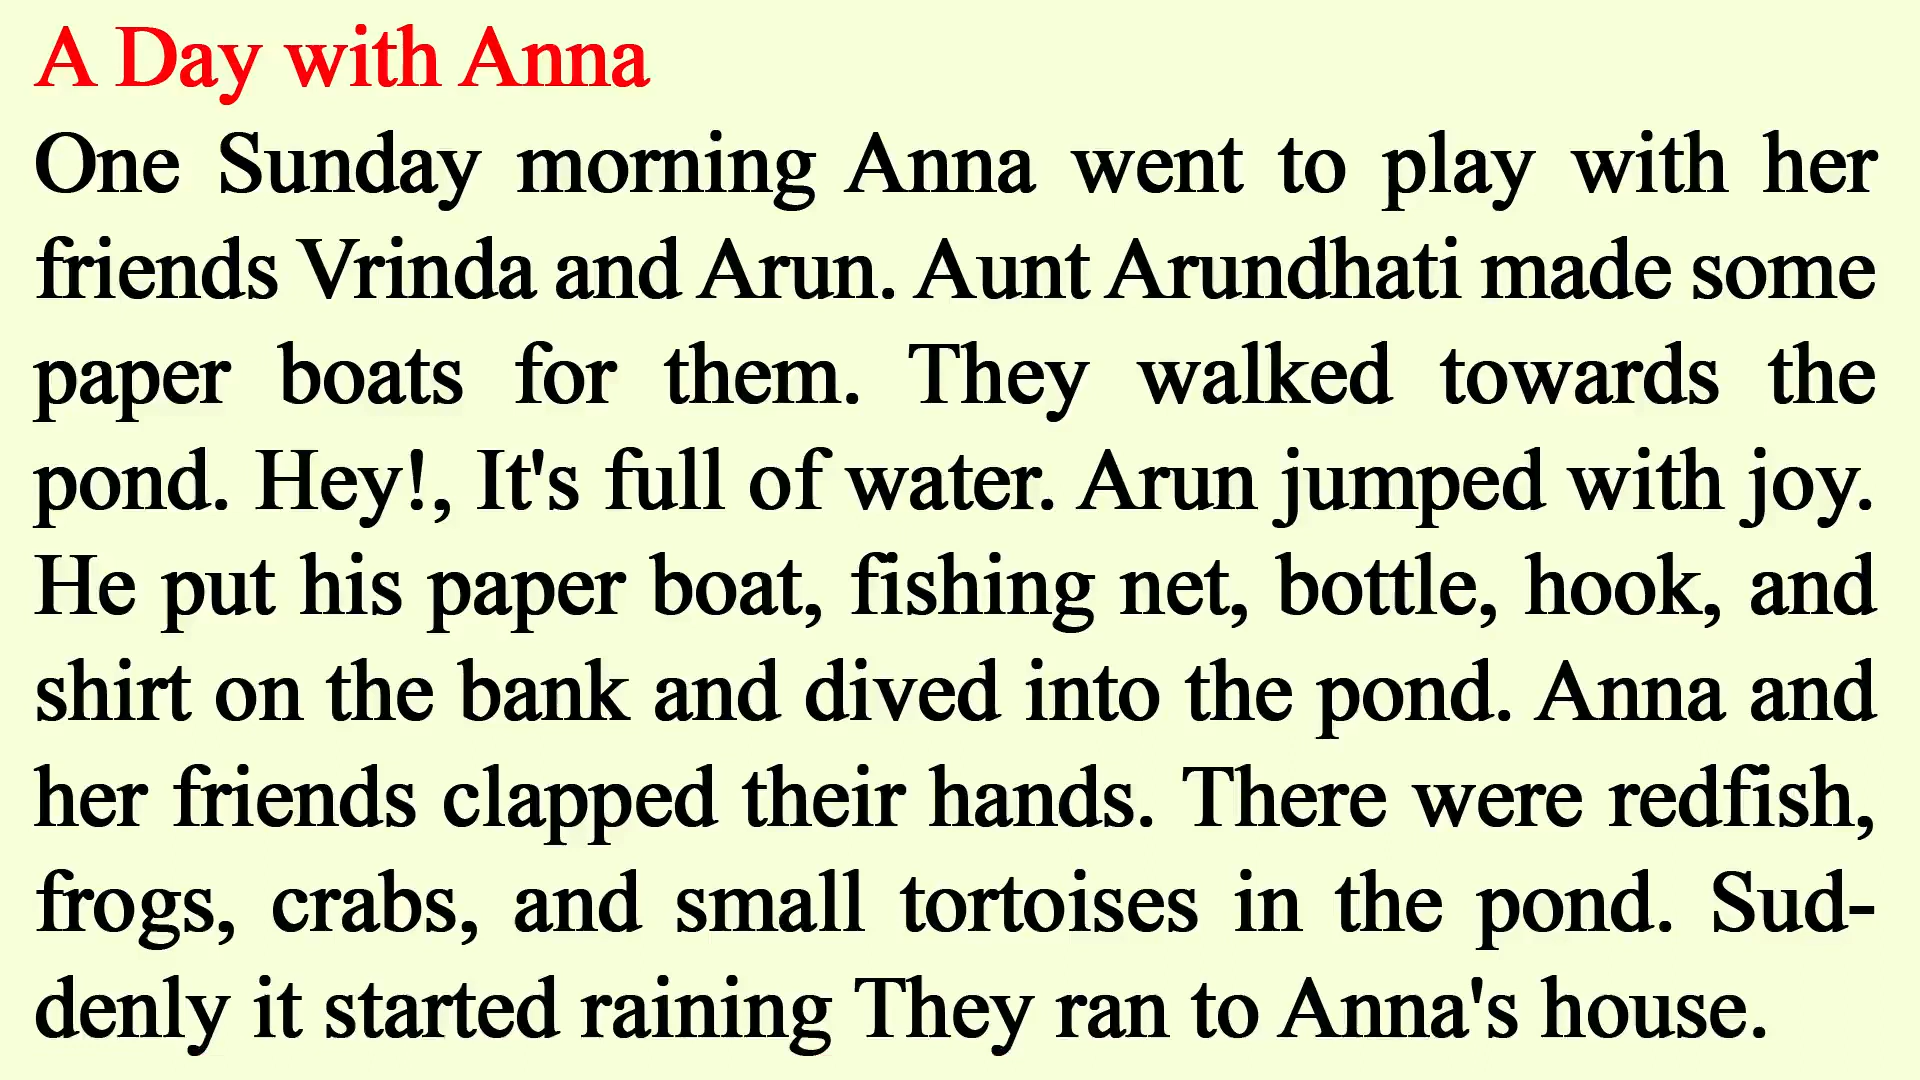 A Day with Anna
One Sunday morning Anna went to play with her
friends Vrinda and Arun. Aunt Arundhati made some
paper boats for them. They walked towards the
pond. Hey!, It's full of water. Arun jumped with joy.
He put his paper boat, fishing net, bottle, hook, and
shirt on the bank and dived into the pond. Anna and
her friends clapped their hands. There were redfish,
frogs, crabs, and small tortoises in the pond. Sud-
denly it started raining They ran to Anna's house.